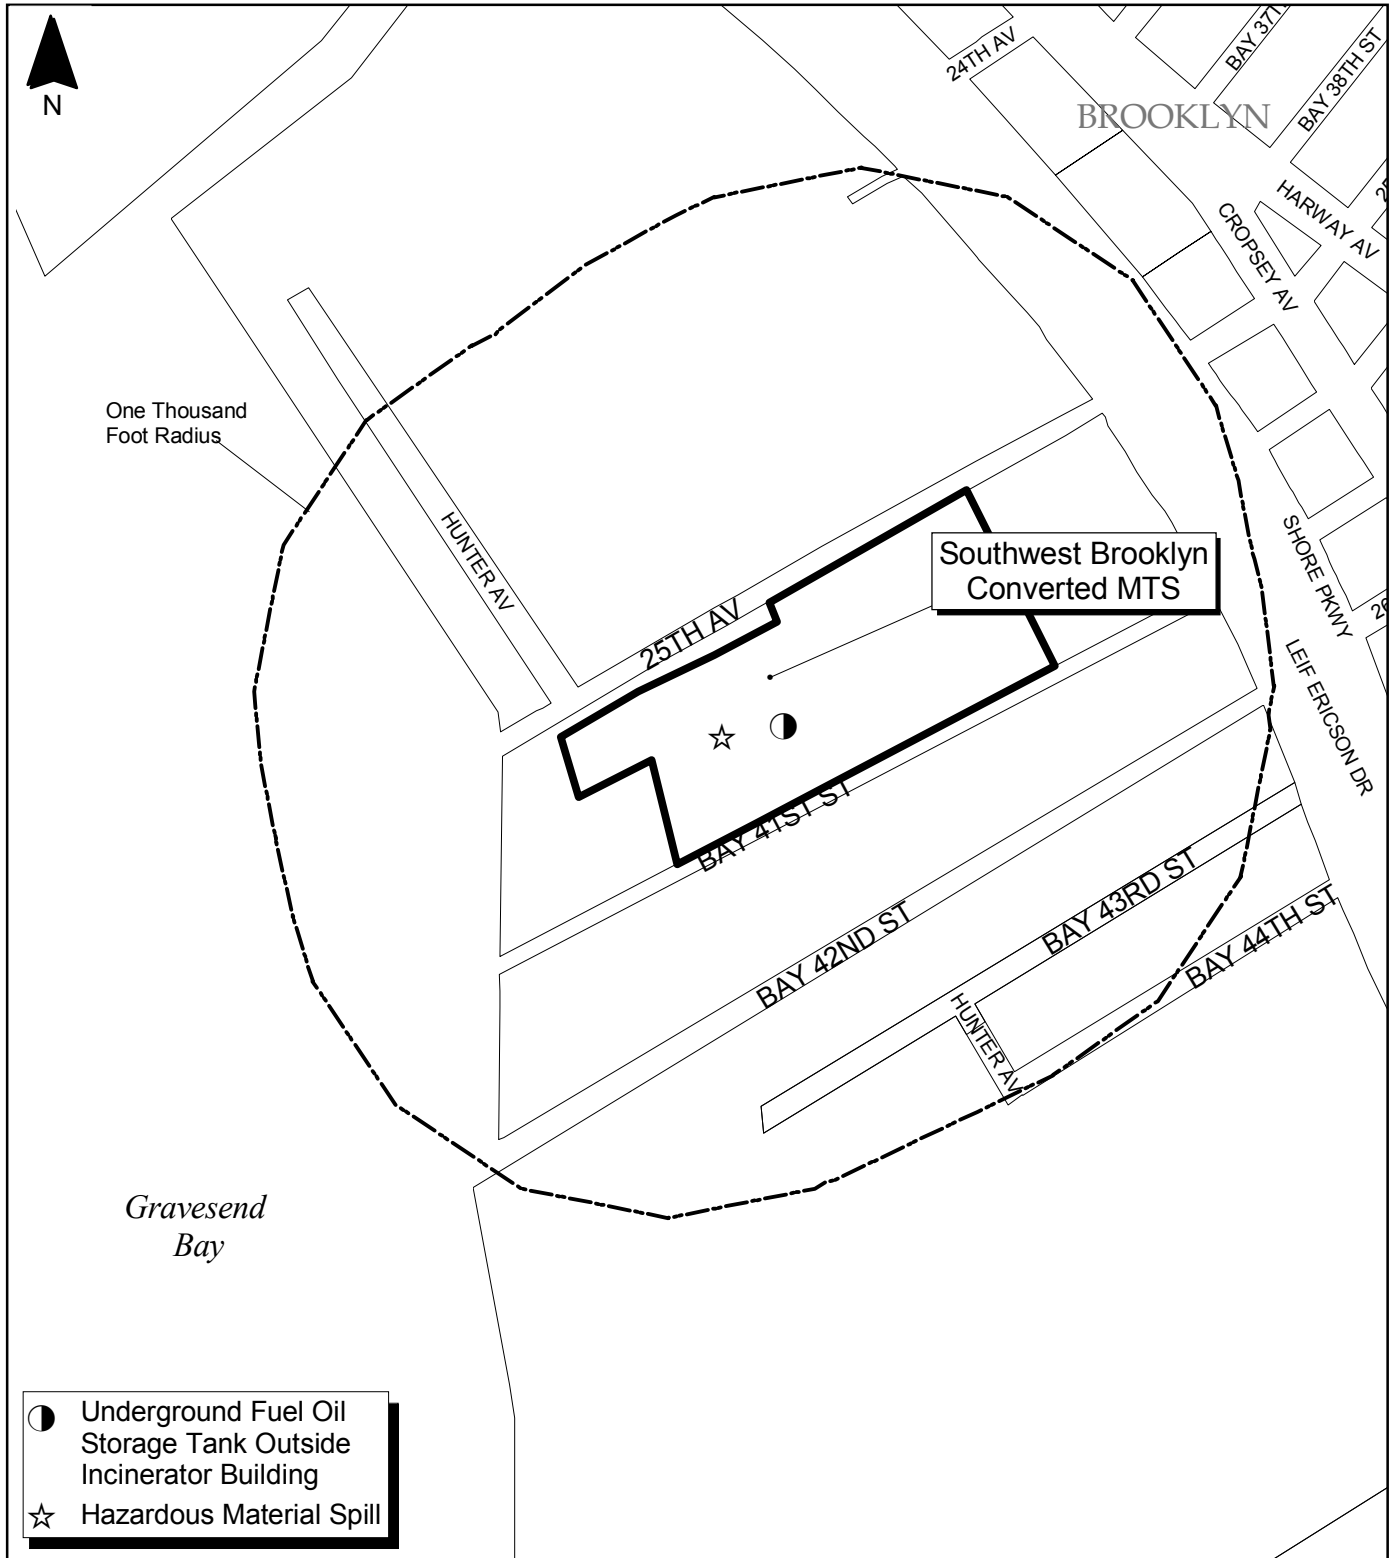 N
24TH AV
BAY 37T
BAY 38TH ST
BROOKLYN
HARWAY AV
CROPSEY AV
One Thousand
Foot Radius
HUNTER AV
SHORE PKWY
Southwest Brooklyn
Converted MTS
25TH AV
LEIF ERICSON DR
BAY 41ST ST
BAY 43RD ST
BAY 42ND ST
BAY 44TH ST
HUNTER AV
Gravesend
Bay
Underground Fuel Oil
Storage Tank Outside
Incinerator Building
Hazardous Material Spill